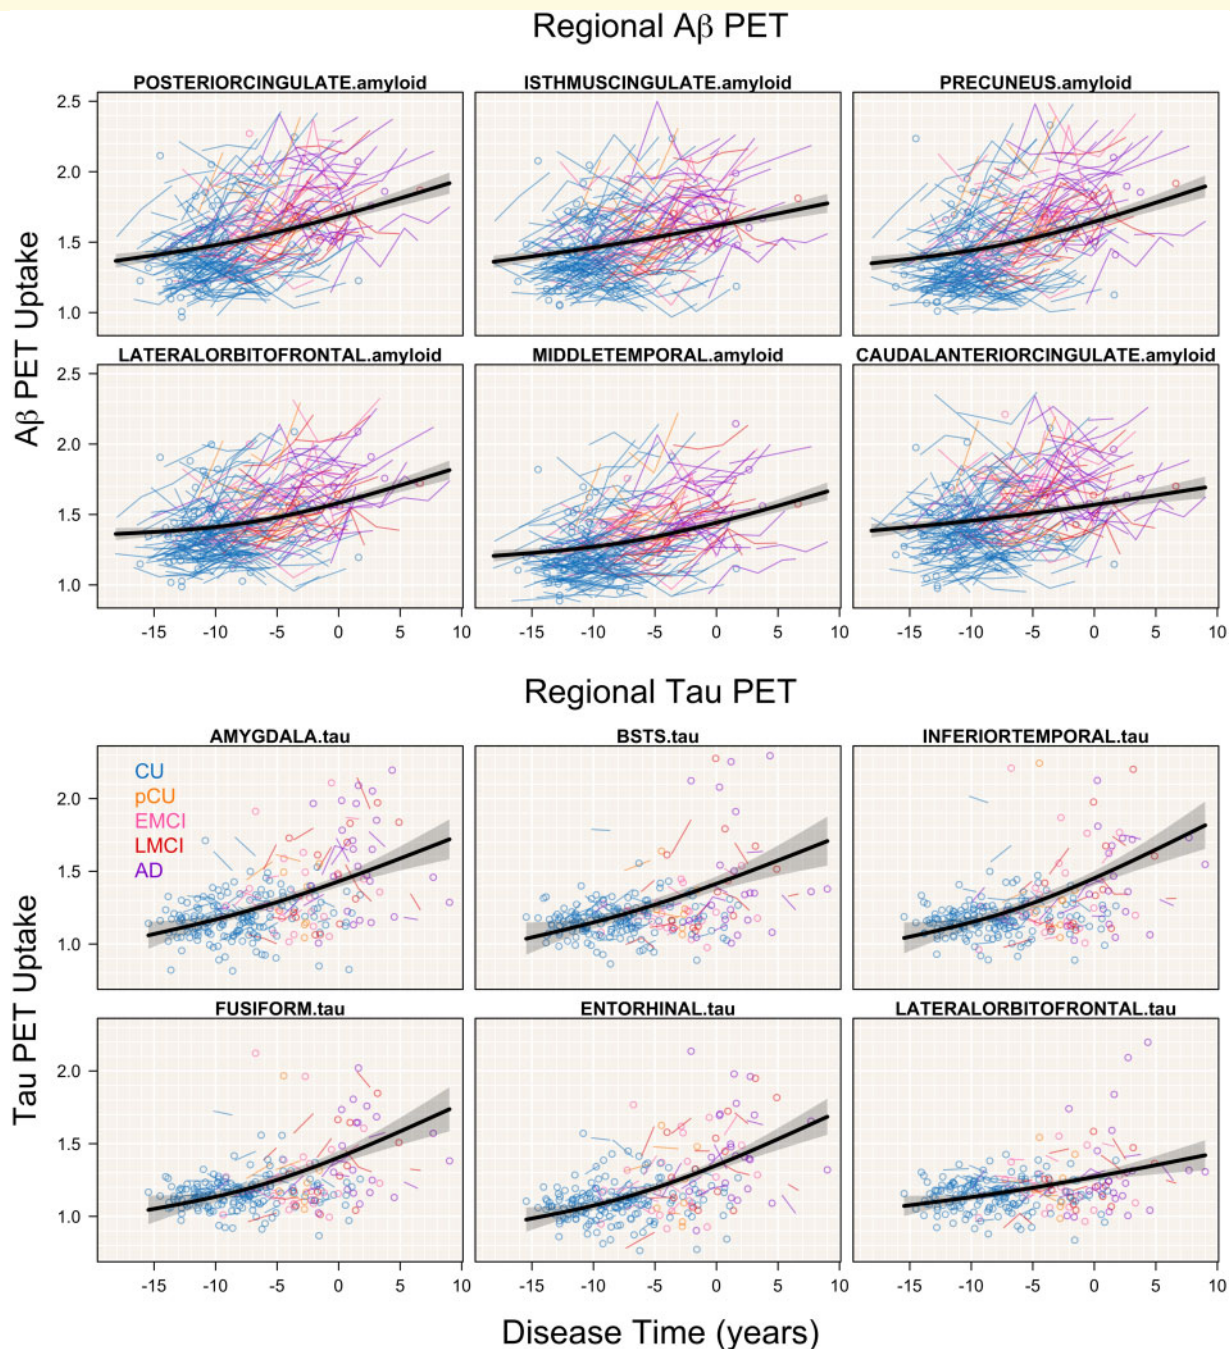 Regional Aβ PET
POSTERIORCINGULATE.amyloid
ISTHMUSCINGULATE.amyloid
PRECUNEUS.amyloid
2.5
2.0
1.5
1.0
LATERALORBITOFRONTAL.amyloid
MIDDLETEMPORAL.amyloid
CAUDALANTERIORCINGULATE.amyloid
2.5
2.0
1.5
1.0
Aβ PET Uptake
-15 -10 -5 0 5 10
-15 -10 -5 0 5 10
-15 -10 -5 0 5 10
Regional Tau PET
AMYGDALA.tau
BSTS.tau
INFERIORTEMPORAL.tau
CU
pCU
EMCI
LMCI
AD
2.0
1.5
1.0
FUSIFORM.tau
ENTORHINAL.tau
LATERALORBITOFRONTAL.tau
2.0
1.5
1.0
Tau PET Uptake
-15 -10 -5 0 5 10
-15 -10 -5 0 5 10
-15 -10 -5 0 5 10
Disease Time (years)